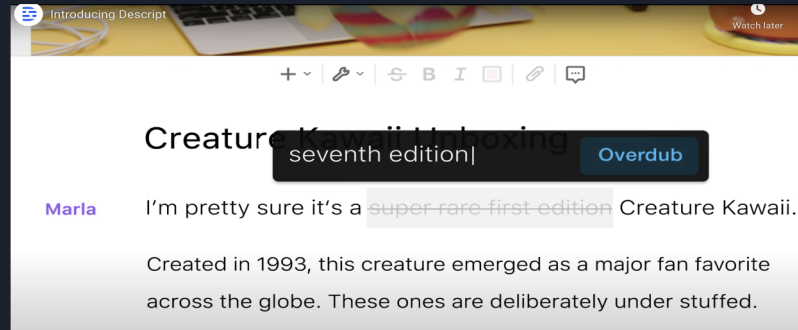 Introducing Descript
Watch later
B I
Creature Kawaii Unboxing
seventh edition
Overdub
Marla
I'm pretty sure it's a super rare first edition Creature Kawaii.
Created in 1993, this creature emerged as a major fan favorite
across the globe. These ones are deliberately under stuffed.